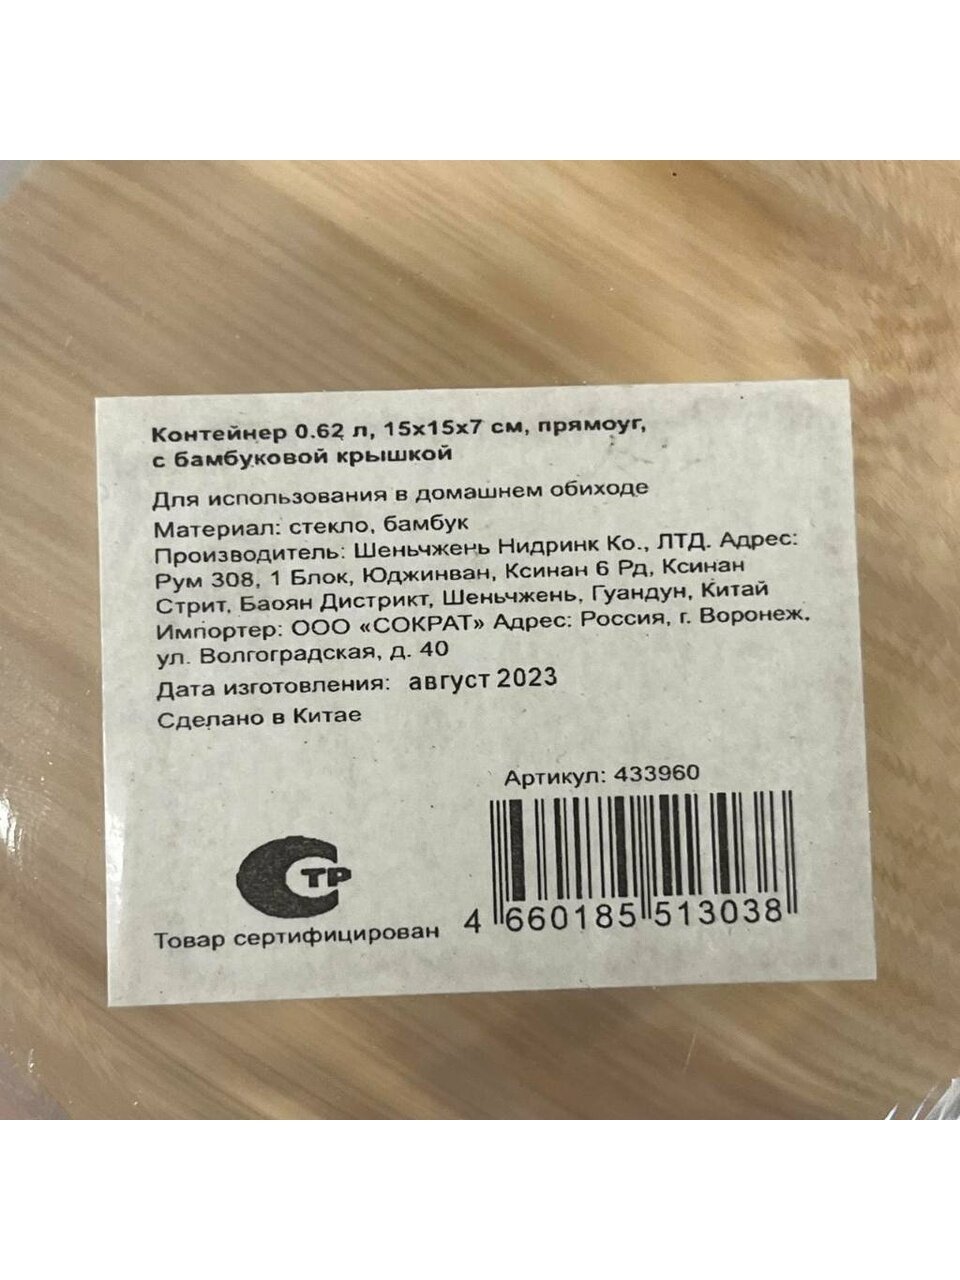 Контейнер 0.62 л, 15х15х7 см, прямоуг,
с бамбуковой крышкой
Для использования в домашнем обиходе
Материал: стекло, бамбук
Производитель: Шеньчжень Нидринк Ко., ЛТД. Адрес:
Рум 308, 1 Блок, Юджинван, Ксинан 6 Рд, Ксинан
Стрит, Баоян Дистрикт, Шеньчжень, Гуандун, Китай
Импортер: ООО «СОКРАТ» Адрес: Россия, г. Воронеж,
ул. Волгоградская, д. 40
Дата изготовления: август 2023
Сделано в Китае
Артикул: 433960
СТР
4 660185 513038
Товар сертифицирован